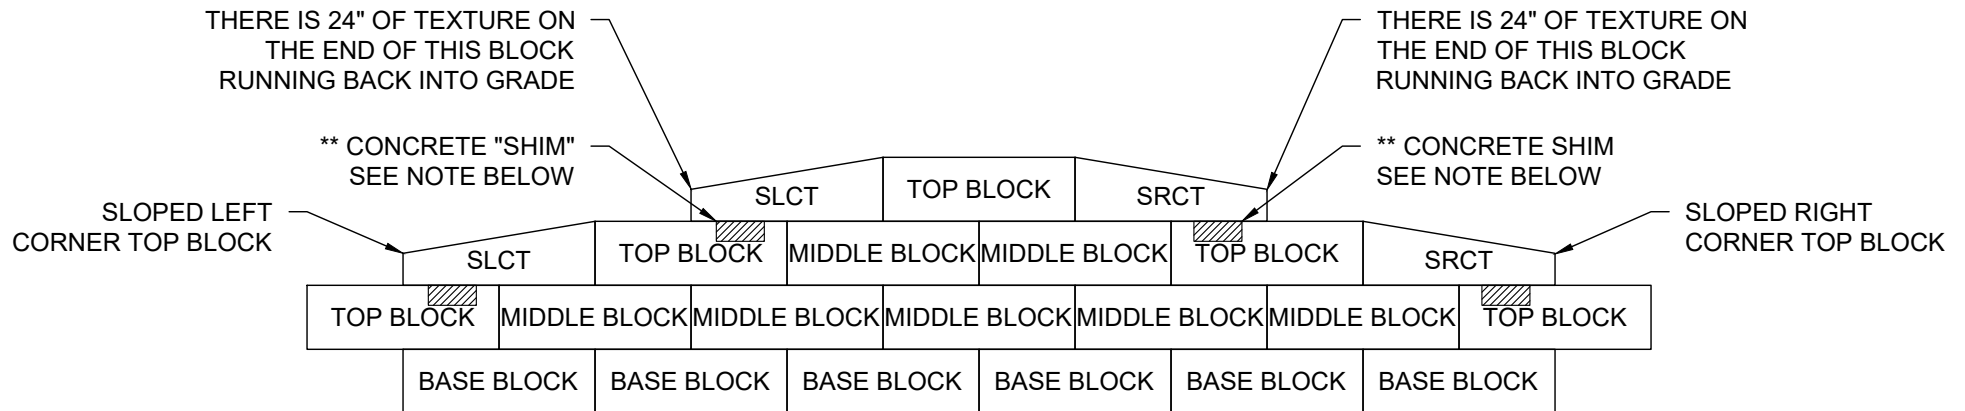 THERE IS 24" OF TEXTURE ON
THE END OF THIS BLOCK
RUNNING BACK INTO GRADE
THERE IS 24" OF TEXTURE ON
THE END OF THIS BLOCK
RUNNING BACK INTO GRADE
** CONCRETE "SHIM"
SEE NOTE BELOW
** CONCRETE SHIM
SEE NOTE BELOW
SLOPED LEFT
CORNER TOP BLOCK
SLOPED RIGHT
CORNER TOP BLOCK
SLCT TOP BLOCK SRCT
SLCT TOP BLOCK MIDDLE BLOCK MIDDLE BLOCK TOP BLOCK SRCT
TOP BLOCK MIDDLE BLOCK MIDDLE BLOCK MIDDLE BLOCK MIDDLE BLOCK MIDDLE BLOCK TOP BLOCK
BASE BLOCK BASE BLOCK BASE BLOCK BASE BLOCK BASE BLOCK BASE BLOCK